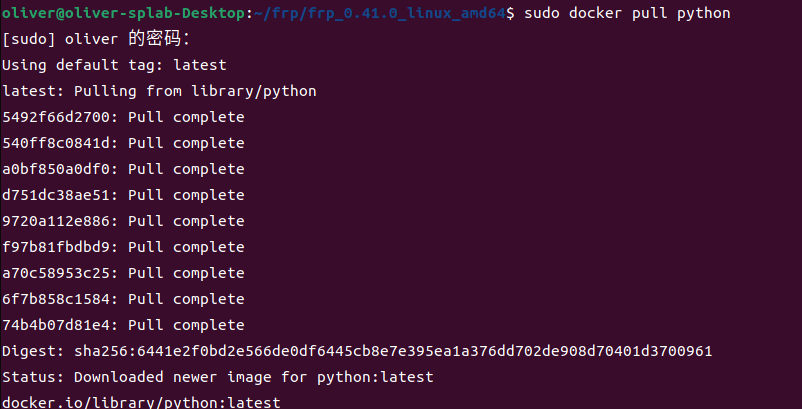 oliver@oliver-splab-Desktop:~/frp/frp_0.41.0_linux_amd64$ sudo docker pull python
[sudo] oliver 的密码：
Using default tag: latest
latest: Pulling from library/python
5492f66d2700: Pull complete
540ff8c0841d: Pull complete
a0bf850a0df0: Pull complete
d751dc38ae51: Pull complete
9720a112e886: Pull complete
f97b81fbdbd9: Pull complete
a70c58953c25: Pull complete
6f7b858c1584: Pull complete
74b4b07d81e4: Pull complete
Digest: sha256:6441e2f0bd2e566de0df6445cb8e7e395ea1a376dd702de908d70401d3700961
Status: Downloaded newer image for python:latest
docker.io/library/python:latest